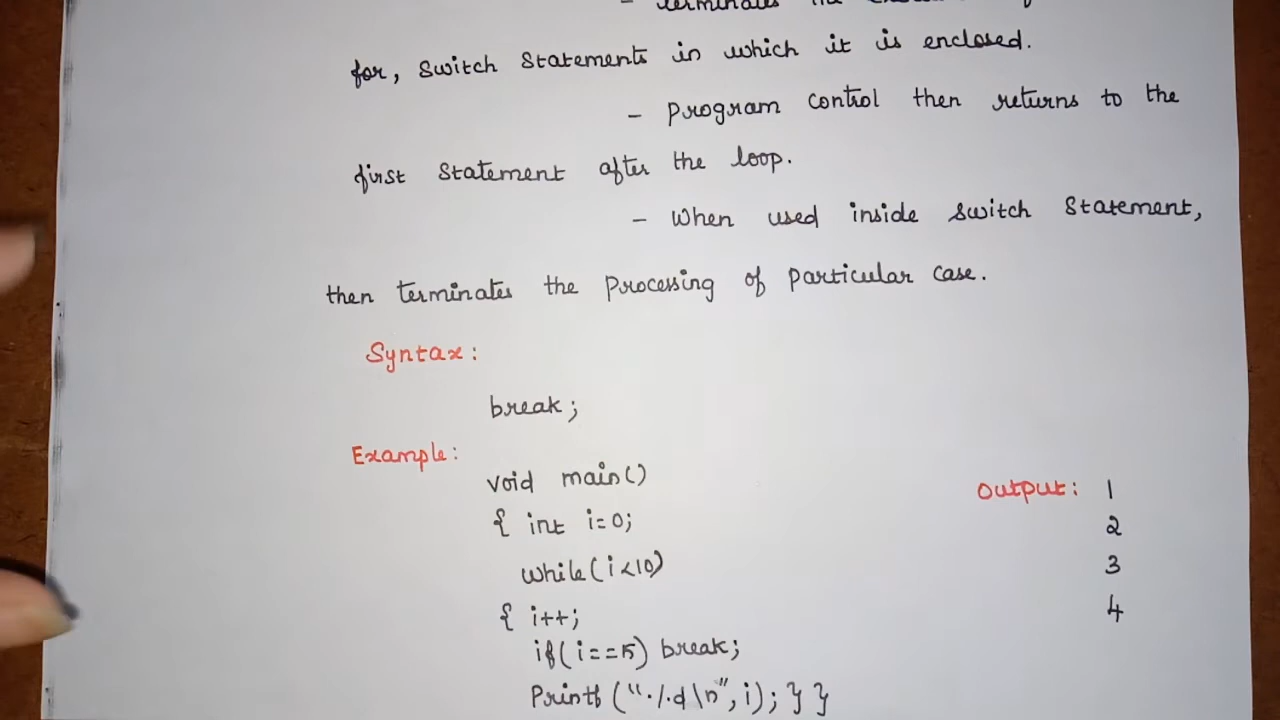 - terminates the
for, switch statements in which it is enclosed.
- program control then returns to the
first statement after the loop.
- When used inside switch statement,
then terminates the processing of particular case.
Syntax:
break;
Example:
void main()
{ int i=0;
while(i<10)
{ i++;
if(i==5) break;
Printf("%d\n", i); } }
Output: 1
2
3
4